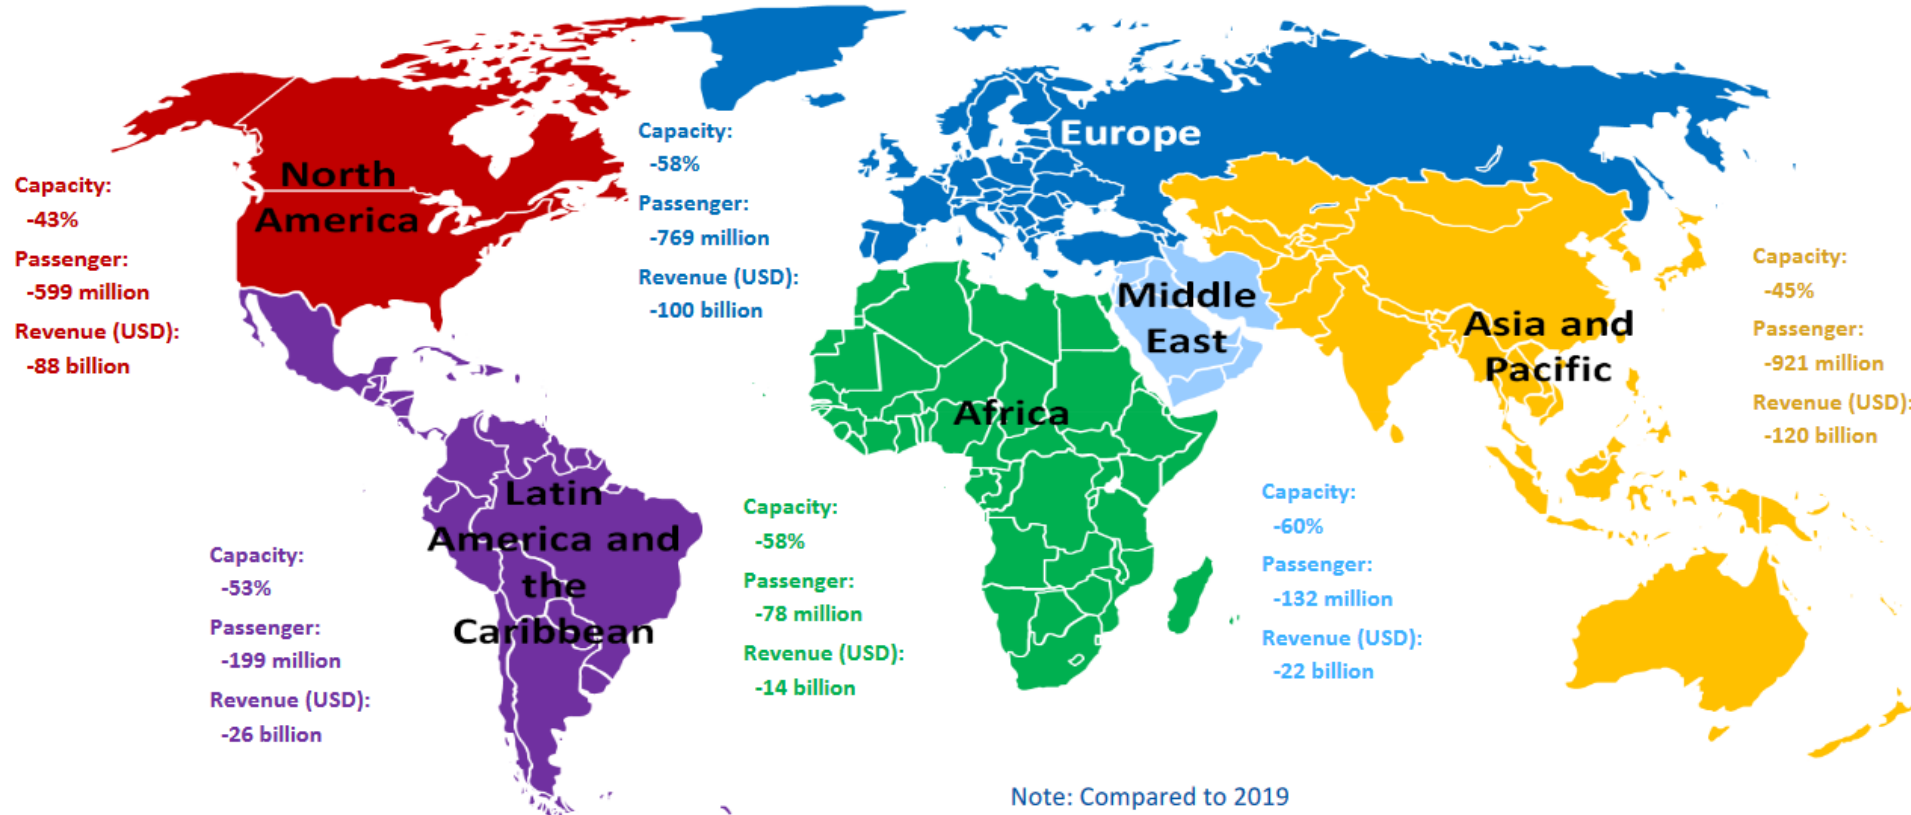 North
America
Capacity:
-43%
Passenger:
-599 million
Revenue (USD):
-88 billion
Capacity:
-58%
Passenger:
-769 million
Revenue (USD):
-100 billion
Europe
Middle
East
Asia and
Pacific
Capacity:
-45%
Passenger:
-921 million
Revenue (USD):
-120 billion
Africa
Latin
America and
the
Caribbean
Capacity:
-53%
Passenger:
-199 million
Revenue (USD):
-26 billion
Capacity:
-58%
Passenger:
-78 million
Revenue (USD):
-14 billion
Capacity:
-60%
Passenger:
-132 million
Revenue (USD):
-22 billion
Note: Compared to 2019